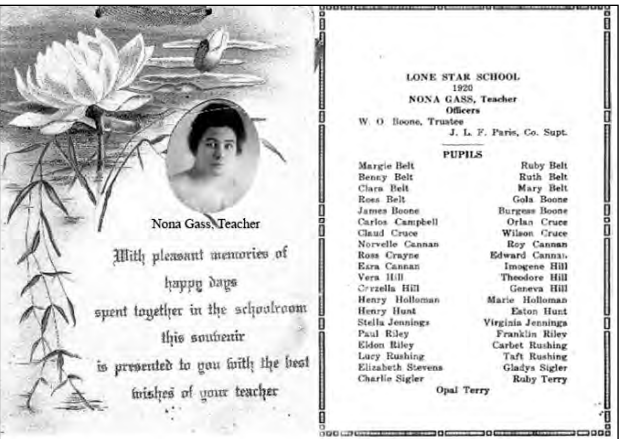 Nona Gass, Teacher
With pleasant memories of
happy days
spent together in the schoolroom
this souvenir
is presented to you with the best
wishes of your teacher
LONE STAR SCHOOL
1920
NONA GASS, Teacher
Officers
W. O. Boone, Trustee
J. L. F. Paris, Co. Supt.
PUPILS
Margie Belt Ruby Belt
Benny Belt Ruth Belt
Clara Belt Mary Belt
Ross Belt Gola Boone
James Boone Burgess Boone
Carlos Campbell Orlan Cruce
Claud Cruce Wilson Cruce
Norvelle Cannan Roy Cannan
Ross Crayne Edward Cannan
Ezra Cannan Imogene Hill
Vera Hill Theodore Hill
Hill Geneva Hill
Henry Holloman Marie Holloman
Henry Hunt Eaton Hunt
Stella Jennings Virginia Jennings
Paul Riley Franklin Riley
Eldon Riley Carbet Rushing
Lucy Rushing Taft Rushing
Elizabeth Stevens Gladys Sigler
Charlie Sigler Ruby Terry
Opal Terry